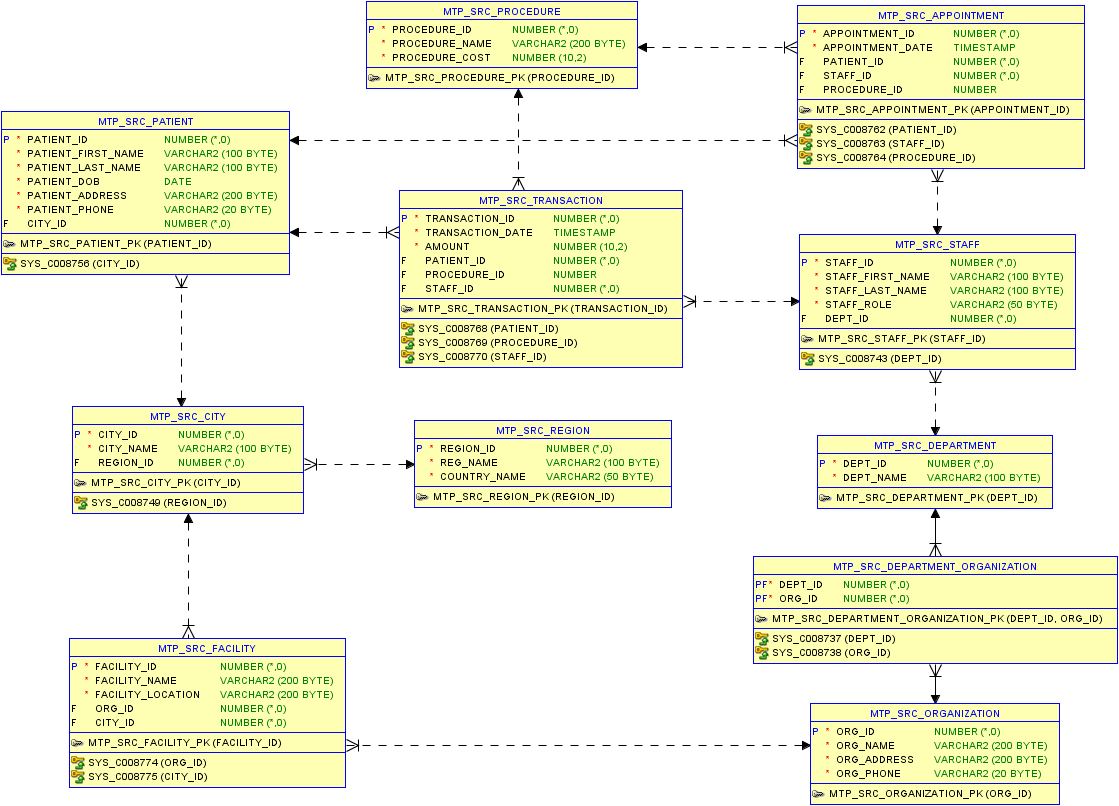 MTP_SRC_PROCEDURE
P * PROCEDURE_ID NUMBER (*,0)
* PROCEDURE_NAME VARCHAR2 (200 BYTE)
* PROCEDURE_COST NUMBER (10,2)
MTP_SRC_PROCEDURE_PK (PROCEDURE_ID)
MTP_SRC_APPOINTMENT
P * APPOINTMENT_ID NUMBER (*,0)
* APPOINTMENT_DATE TIMESTAMP
F PATIENT_ID NUMBER (*,0)
F STAFF_ID NUMBER (*,0)
F PROCEDURE_ID NUMBER
MTP_SRC_APPOINTMENT_PK (APPOINTMENT_ID)
SYS_C008762 (PATIENT_ID)
SYS_C008763 (STAFF_ID)
SYS_C008764 (PROCEDURE_ID)
MTP_SRC_PATIENT
P * PATIENT_ID NUMBER (*,0)
* PATIENT_FIRST_NAME VARCHAR2 (100 BYTE)
* PATIENT_LAST_NAME VARCHAR2 (100 BYTE)
* PATIENT_DOB DATE
* PATIENT_ADDRESS VARCHAR2 (200 BYTE)
* PATIENT_PHONE VARCHAR2 (20 BYTE)
F CITY_ID NUMBER (*,0)
MTP_SRC_PATIENT_PK (PATIENT_ID)
SYS_C008756 (CITY_ID)
MTP_SRC_TRANSACTION
P * TRANSACTION_ID NUMBER (*,0)
* TRANSACTION_DATE TIMESTAMP
* AMOUNT NUMBER (10,2)
F PATIENT_ID NUMBER (*,0)
F PROCEDURE_ID NUMBER
F STAFF_ID NUMBER (*,0)
MTP_SRC_TRANSACTION_PK (TRANSACTION_ID)
SYS_C008768 (PATIENT_ID)
SYS_C008769 (PROCEDURE_ID)
SYS_C008770 (STAFF_ID)
MTP_SRC_STAFF
P * STAFF_ID NUMBER (*,0)
* STAFF_FIRST_NAME VARCHAR2 (100 BYTE)
* STAFF_LAST_NAME VARCHAR2 (100 BYTE)
* STAFF_ROLE VARCHAR2 (50 BYTE)
F DEPT_ID NUMBER (*,0)
MTP_SRC_STAFF_PK (STAFF_ID)
SYS_C008743 (DEPT_ID)
MTP_SRC_CITY
P * CITY_ID NUMBER (*,0)
* CITY_NAME VARCHAR2 (100 BYTE)
F REGION_ID NUMBER (*,0)
MTP_SRC_CITY_PK (CITY_ID)
SYS_C008749 (REGION_ID)
MTP_SRC_REGION
P * REGION_ID NUMBER (*,0)
* REG_NAME VARCHAR2 (100 BYTE)
* COUNTRY_NAME VARCHAR2 (50 BYTE)
MTP_SRC_REGION_PK (REGION_ID)
MTP_SRC_DEPARTMENT
P * DEPT_ID NUMBER (*,0)
* DEPT_NAME VARCHAR2 (100 BYTE)
MTP_SRC_DEPARTMENT_PK (DEPT_ID)
MTP_SRC_DEPARTMENT_ORGANIZATION
PF* DEPT_ID NUMBER (*,0)
PF* ORG_ID NUMBER (*,0)
MTP_SRC_DEPARTMENT_ORGANIZATION_PK (DEPT_ID, ORG_ID)
SYS_C008737 (DEPT_ID)
SYS_C008738 (ORG_ID)
MTP_SRC_FACILITY
P * FACILITY_ID NUMBER (*,0)
* FACILITY_NAME VARCHAR2 (200 BYTE)
* FACILITY_LOCATION VARCHAR2 (200 BYTE)
F ORG_ID NUMBER (*,0)
F CITY_ID NUMBER (*,0)
MTP_SRC_FACILITY_PK (FACILITY_ID)
SYS_C008774 (ORG_ID)
SYS_C008775 (CITY_ID)
MTP_SRC_ORGANIZATION
P * ORG_ID NUMBER (*,0)
* ORG_NAME VARCHAR2 (200 BYTE)
* ORG_ADDRESS VARCHAR2 (200 BYTE)
* ORG_PHONE VARCHAR2 (20 BYTE)
MTP_SRC_ORGANIZATION_PK (ORG_ID)